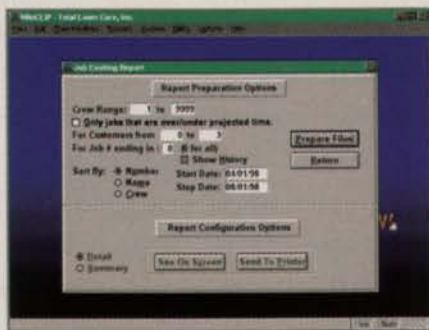 WinCLIP - Total Lawn Care, Inc.
Job Costing Report
Report Preparation Options
Crew Range: 1 to 9999
Only jobs that are over/under projected time.
For Customers from 0 to 3
For Job # ending in: 0 (0 for all)
Show History
Sort By: Number
Name
Crew
Start Date: 04/01/98
Stop Date: 08/01/98
Prepare Files
Return
Report Configuration Options
Detail
Summary
See On Screen
Send To Printer